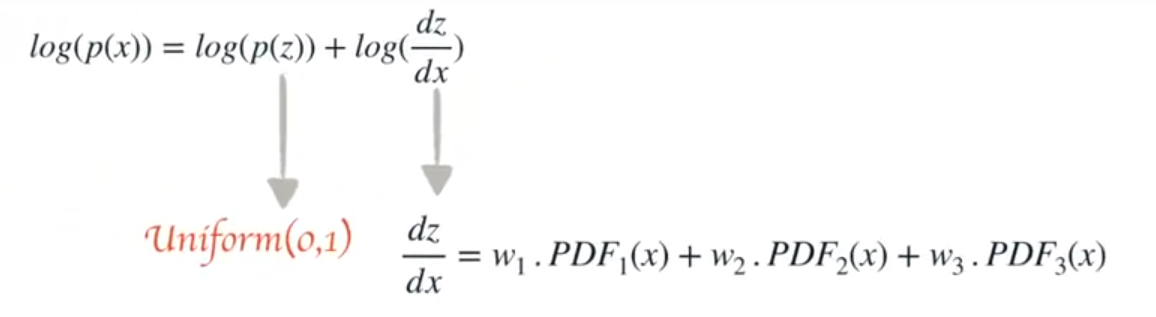 log(p(x)) = log(p(z)) + log(dz/dx)
Uniform(0,1)
dz/dx = w₁ . PDF₁(x) + w₂ . PDF₂(x) + w₃ . PDF₃(x)